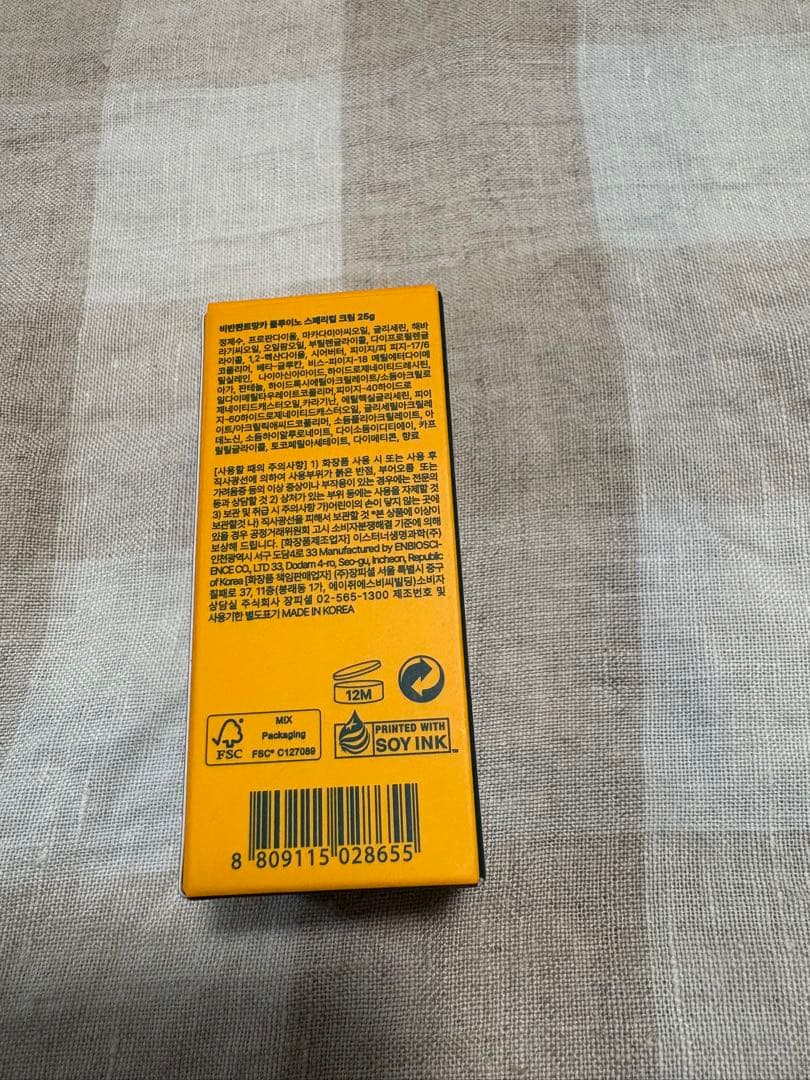 비반짠트망카 플루이노 스페리컬 크림 25g
정제수, 프로판다이올, 마카다미아씨오일, 글리세린, 해바
라기씨오일, 오일팜오일, 부틸렌글라이콜, 다이프로필렌글
라이콜, 1,2-헥산다이올, 시어버터, 피이지/피 피지-17/6
코폴리머, 베타-글루칸, 비스-피이지-18 메틸에터다이메
틸실레인, 나이아신아마이드,하이드로제네이티드레시틴,
아가, 판테놀, 하이드록시에틸아크릴레이트/소듐아크릴로
일다이메틸타우레이트코폴리머,피이지-40하이드로
제네이티드캐스터오일,카라기난, 에틸헥실글리세린, 피이
지-60하이드로제네이티드캐스터오일, 글리세릴아크릴레
이트/아크릴릭애씨드코폴리머, 소듐폴리아크릴레이트, 아
데노신, 소듐하이알루로네이트, 다이소듐이디티에이, 카프
릴릴글라이콜, 토코페릴아세테이트, 다이메티콘, 향료
[사용할 때의 주의사항] 1) 화장품 사용 시 또는 사용 후
직사광선에 의하여 사용부위가 붉은 반점, 부어오름 또는
가려움증 등의 이상 증상이나 부작용이 있는 경우에는 전문의
등과 상담할 것 2) 상처가 있는 부위 등에는 사용을 자제할 것
3) 보관 및 취급 시 주의사항 가)어린이의 손이 닿지 않는 곳에
보관할것 나) 직사광선을 피해서 보관할 것 *본 상품에 이상이
있을 경우 공정거래위원회 고시 소비자분쟁해결 기준에 의해
보상해 드립니다. [화장품제조업자] 이스터너생명과학(주)
인천광역시 서구 도담4로 33 Manufactured by ENBIOSCI-
ENCE CO., LTD 33, Dodam 4-ro, Seo-gu, Incheon, Republic
of Korea [화장품 책임판매업자] (주)장피셀 서울 특별시 중구
칠패로 37, 11층(봉래동 1가, 에이취에스비씨빌딩)소비자
상담실 주식회사 장피셀 02-565-1300 제조번호 및
사용기한 별도표기 MADE IN KOREA
12M
FSC
MIX
Packaging
FSC® C127089
PRINTED WITH
SOY INK™
8 809115 028655